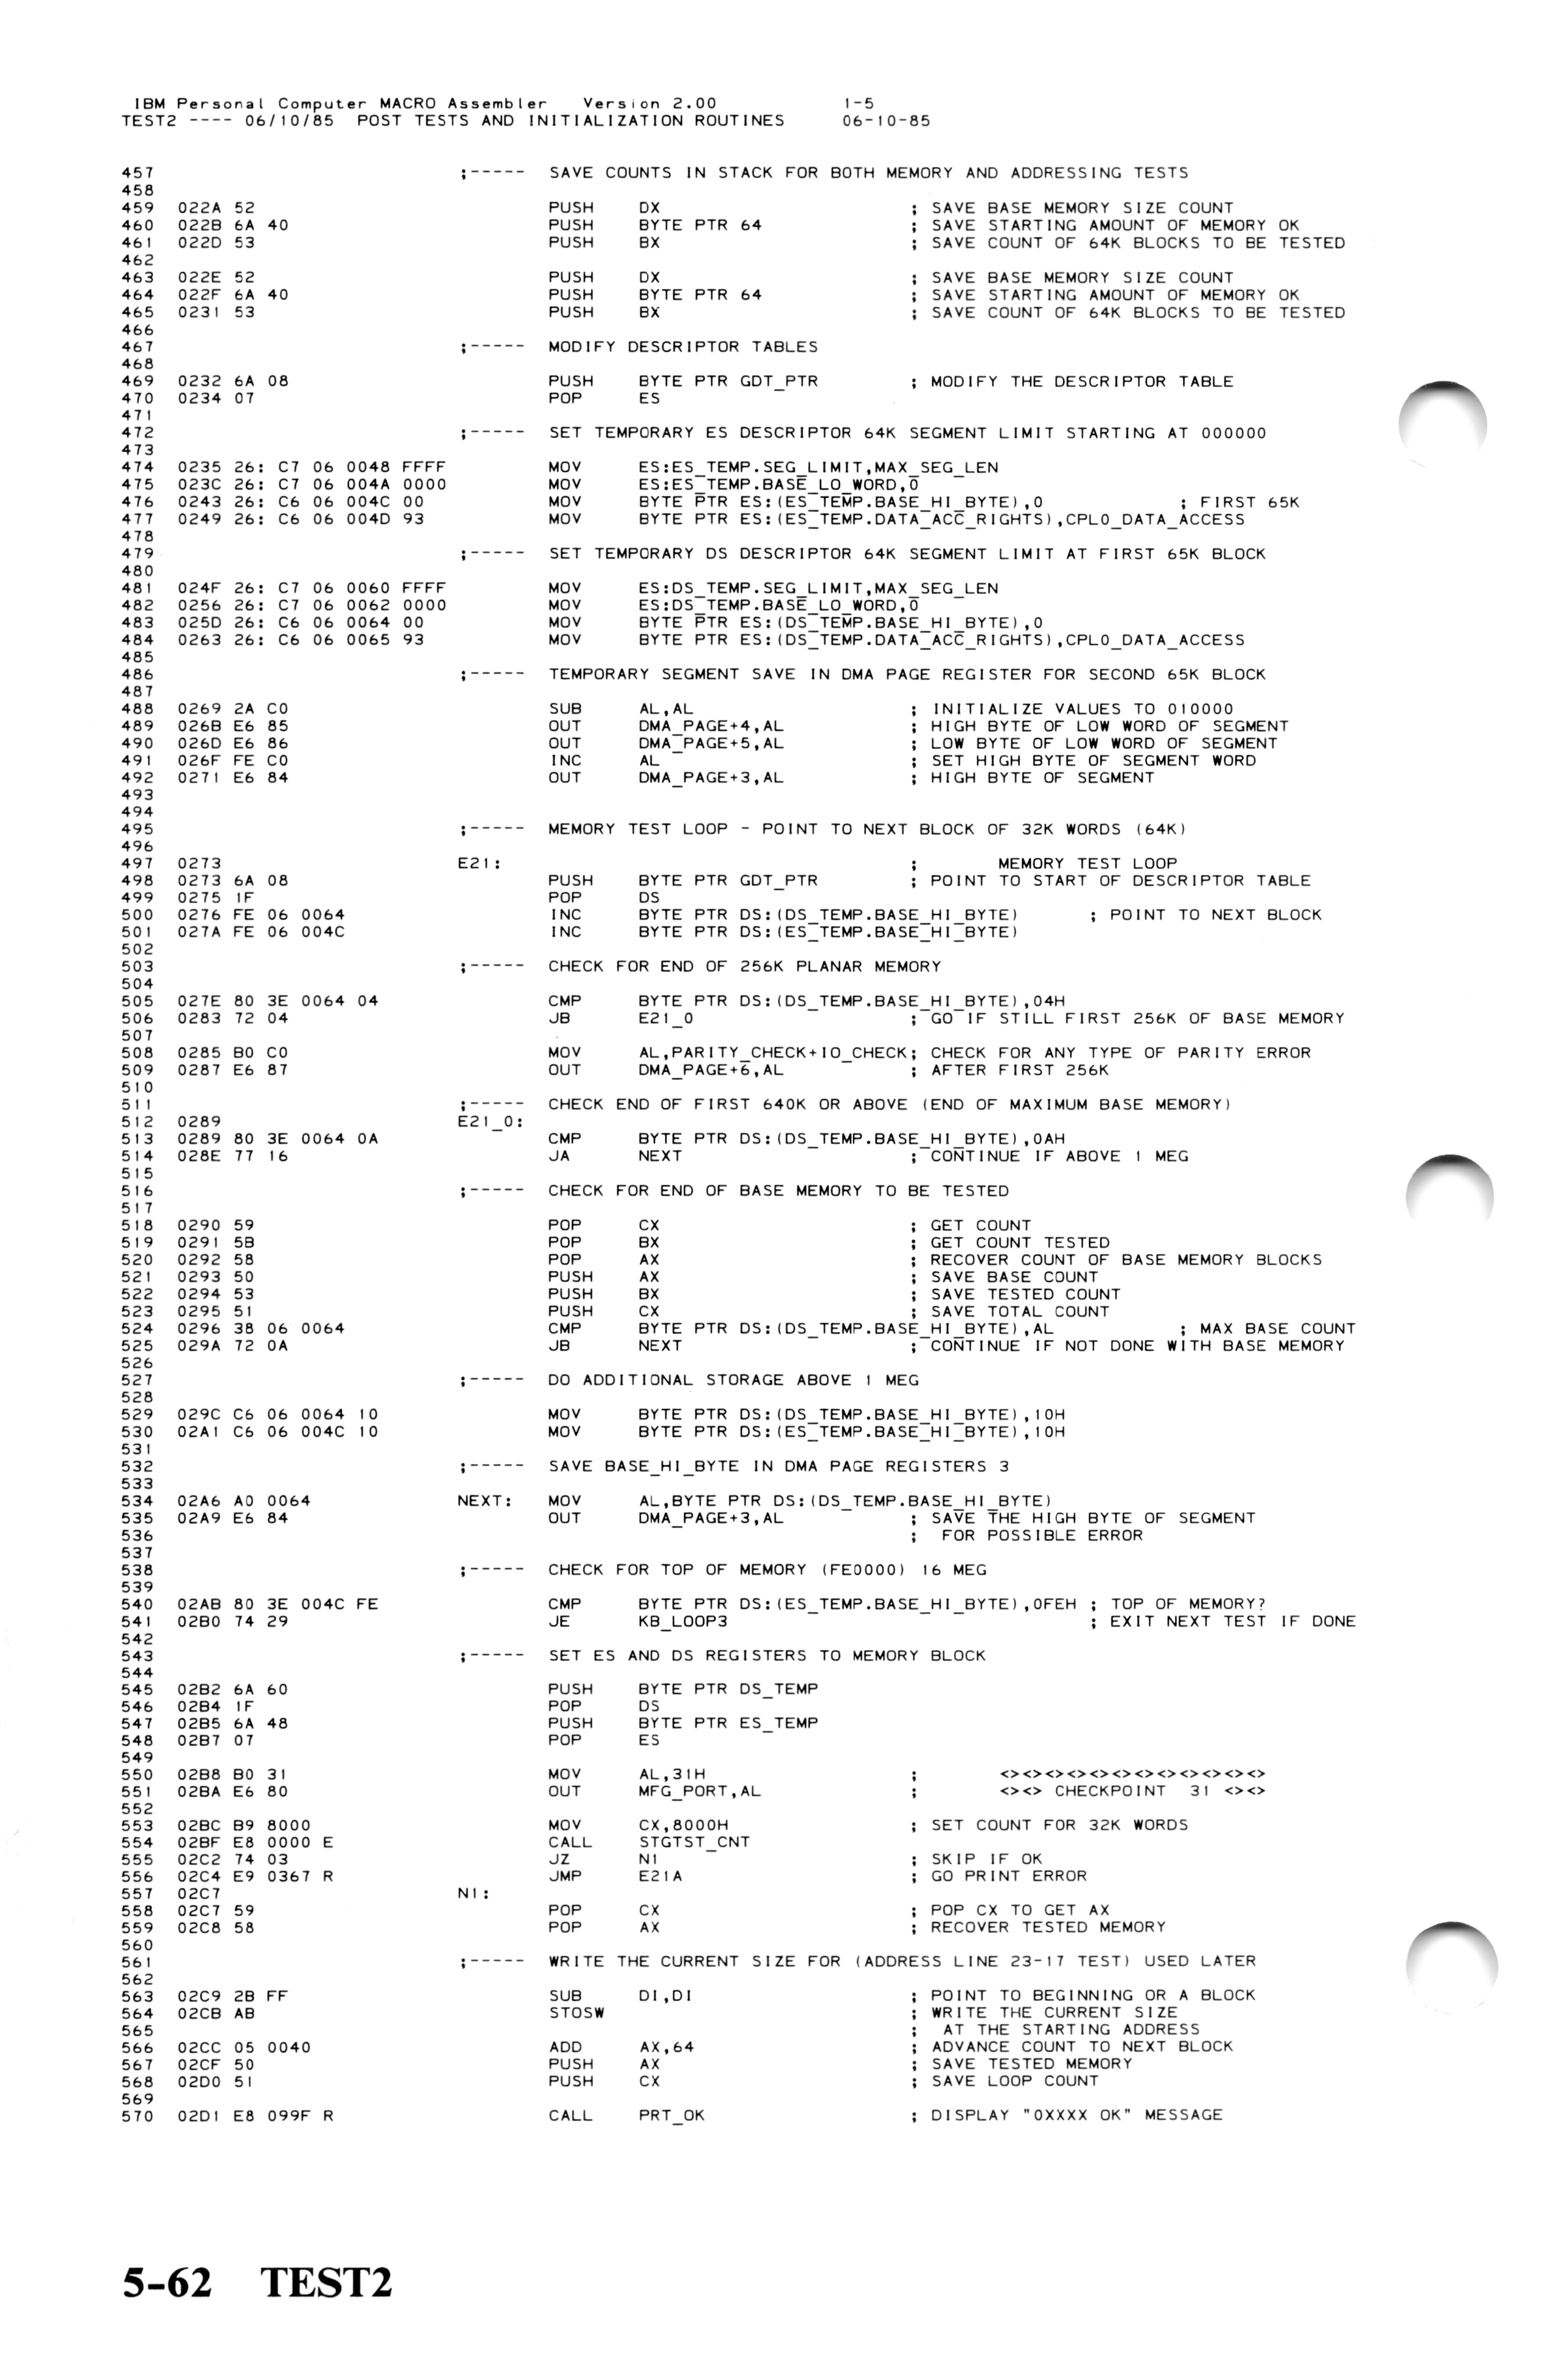 IBM Personal Computer MACRO Assembler   Version 2.00          1-5
TEST2 ---- 06/10/85  POST TESTS AND INITIALIZATION ROUTINES     06-10-85
457 ;----- SAVE COUNTS IN STACK FOR BOTH MEMORY AND ADDRESSING TESTS
458
459 022A 52 PUSH DX ; SAVE BASE MEMORY SIZE COUNT
460 022B 6A 40 PUSH BYTE PTR 64 ; SAVE STARTING AMOUNT OF MEMORY OK
461 022D 53 PUSH BX ; SAVE COUNT OF 64K BLOCKS TO BE TESTED
462
463 022E 52 PUSH DX ; SAVE BASE MEMORY SIZE COUNT
464 022F 6A 40 PUSH BYTE PTR 64 ; SAVE STARTING AMOUNT OF MEMORY OK
465 0231 53 PUSH BX ; SAVE COUNT OF 64K BLOCKS TO BE TESTED
466
467 ;----- MODIFY DESCRIPTOR TABLES
468
469 0232 6A 08 PUSH BYTE PTR GDT_PTR ; MODIFY THE DESCRIPTOR TABLE
470 0234 07 POP ES
471
472 ;----- SET TEMPORARY ES DESCRIPTOR 64K SEGMENT LIMIT STARTING AT 000000
473
474 0235 26: C7 06 0048 FFFF MOV ES:ES_TEMP.SEG_LIMIT,MAX_SEG_LEN
475 023C 26: C7 06 004A 0000 MOV ES:ES_TEMP.BASE_LO_WORD,0
476 0243 26: C6 06 004C 00 MOV BYTE PTR ES:(ES_TEMP.BASE_HI_BYTE),0 ; FIRST 65K
477 0249 26: C6 06 004D 93 MOV BYTE PTR ES:(ES_TEMP.DATA_ACC_RIGHTS),CPL0_DATA_ACCESS
478
479 ;----- SET TEMPORARY DS DESCRIPTOR 64K SEGMENT LIMIT AT FIRST 65K BLOCK
480
481 024F 26: C7 06 0060 FFFF MOV ES:DS_TEMP.SEG_LIMIT,MAX_SEG_LEN
482 0256 26: C7 06 0062 0000 MOV ES:DS_TEMP.BASE_LO_WORD,0
483 025D 26: C6 06 0064 00 MOV BYTE PTR ES:(DS_TEMP.BASE_HI_BYTE),0
484 0263 26: C6 06 0065 93 MOV BYTE PTR ES:(DS_TEMP.DATA_ACC_RIGHTS),CPL0_DATA_ACCESS
485
486 ;----- TEMPORARY SEGMENT SAVE IN DMA PAGE REGISTER FOR SECOND 65K BLOCK
487
488 0269 2A C0 SUB AL,AL ; INITIALIZE VALUES TO 010000
489 026B E6 85 OUT DMA_PAGE+4,AL ; HIGH BYTE OF LOW WORD OF SEGMENT
490 026D E6 86 OUT DMA_PAGE+5,AL ; LOW BYTE OF LOW WORD OF SEGMENT
491 026F FE C0 INC AL ; SET HIGH BYTE OF SEGMENT WORD
492 0271 E6 84 OUT DMA_PAGE+3,AL ; HIGH BYTE OF SEGMENT
493
494
495 ;----- MEMORY TEST LOOP - POINT TO NEXT BLOCK OF 32K WORDS (64K)
496
497 0273 E21: ; MEMORY TEST LOOP
498 0273 6A 08 PUSH BYTE PTR GDT_PTR ; POINT TO START OF DESCRIPTOR TABLE
499 0275 1F POP DS
500 0276 FE 06 0064 INC BYTE PTR DS:(DS_TEMP.BASE_HI_BYTE) ; POINT TO NEXT BLOCK
501 027A FE 06 004C INC BYTE PTR DS:(ES_TEMP.BASE_HI_BYTE)
502
503 ;----- CHECK FOR END OF 256K PLANAR MEMORY
504
505 027E 80 3E 0064 04 CMP BYTE PTR DS:(DS_TEMP.BASE_HI_BYTE),04H
506 0283 72 04 JB E21_0 ; GO IF STILL FIRST 256K OF BASE MEMORY
507
508 0285 B0 C0 MOV AL,PARITY_CHECK+IO_CHECK; CHECK FOR ANY TYPE OF PARITY ERROR
509 0287 E6 87 OUT DMA_PAGE+6,AL ; AFTER FIRST 256K
510
511 ;----- CHECK END OF FIRST 640K OR ABOVE (END OF MAXIMUM BASE MEMORY)
512 0289 E21_0:
513 0289 80 3E 0064 0A CMP BYTE PTR DS:(DS_TEMP.BASE_HI_BYTE),0AH
514 028E 77 16 JA NEXT ; CONTINUE IF ABOVE 1 MEG
515
516 ;----- CHECK FOR END OF BASE MEMORY TO BE TESTED
517
518 0290 59 POP CX ; GET COUNT
519 0291 5B POP BX ; GET COUNT TESTED
520 0292 58 POP AX ; RECOVER COUNT OF BASE MEMORY BLOCKS
521 0293 50 PUSH AX ; SAVE BASE COUNT
522 0294 53 PUSH BX ; SAVE TESTED COUNT
523 0295 51 PUSH CX ; SAVE TOTAL COUNT
524 0296 38 06 0064 CMP BYTE PTR DS:(DS_TEMP.BASE_HI_BYTE),AL ; MAX BASE COUNT
525 029A 72 0A JB NEXT ; CONTINUE IF NOT DONE WITH BASE MEMORY
526
527 ;----- DO ADDITIONAL STORAGE ABOVE 1 MEG
528
529 029C C6 06 0064 10 MOV BYTE PTR DS:(DS_TEMP.BASE_HI_BYTE),10H
530 02A1 C6 06 004C 10 MOV BYTE PTR DS:(ES_TEMP.BASE_HI_BYTE),10H
531
532 ;----- SAVE BASE_HI_BYTE IN DMA PAGE REGISTERS 3
533
534 02A6 A0 0064 NEXT: MOV AL,BYTE PTR DS:(DS_TEMP.BASE_HI_BYTE)
535 02A9 E6 84 OUT DMA_PAGE+3,AL ; SAVE THE HIGH BYTE OF SEGMENT
536 ; FOR POSSIBLE ERROR
537
538 ;----- CHECK FOR TOP OF MEMORY (FE0000) 16 MEG
539
540 02AB 80 3E 004C FE CMP BYTE PTR DS:(ES_TEMP.BASE_HI_BYTE),0FEH ; TOP OF MEMORY?
541 02B0 74 29 JE KB_LOOP3 ; EXIT NEXT TEST IF DONE
542
543 ;----- SET ES AND DS REGISTERS TO MEMORY BLOCK
544
545 02B2 6A 60 PUSH BYTE PTR DS_TEMP
546 02B4 1F POP DS
547 02B5 6A 48 PUSH BYTE PTR ES_TEMP
548 02B7 07 POP ES
549
550 02B8 B0 31 MOV AL,31H ; <><><><><><><><><><><><>
551 02BA E6 80 OUT MFG_PORT,AL ; <><> CHECKPOINT 31 <><>
552
553 02BC B9 8000 MOV CX,8000H ; SET COUNT FOR 32K WORDS
554 02BF E8 0000 E CALL STGTST_CNT
555 02C2 74 03 JZ N1 ; SKIP IF OK
556 02C4 E9 0367 R JMP E21A ; GO PRINT ERROR
557 02C7 N1:
558 02C7 59 POP CX ; POP CX TO GET AX
559 02C8 58 POP AX ; RECOVER TESTED MEMORY
560
561 ;----- WRITE THE CURRENT SIZE FOR (ADDRESS LINE 23-17 TEST) USED LATER
562
563 02C9 2B FF SUB DI,DI ; POINT TO BEGINNING OR A BLOCK
564 02CB AB STOSW ; WRITE THE CURRENT SIZE
565 ; AT THE STARTING ADDRESS
566 02CC 05 0040 ADD AX,64 ; ADVANCE COUNT TO NEXT BLOCK
567 02CF 50 PUSH AX ; SAVE TESTED MEMORY
568 02D0 51 PUSH CX ; SAVE LOOP COUNT
569
570 02D1 E8 099F R CALL PRT_OK ; DISPLAY "0XXXX OK" MESSAGE
5-62 TEST2